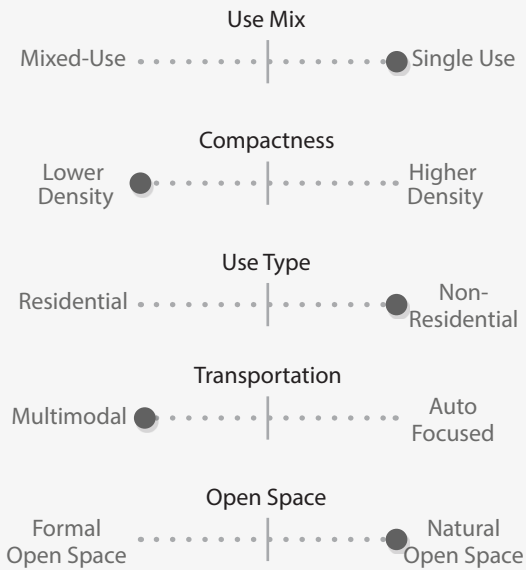 Use Mix
Mixed-Use
Single Use
Compactness
Lower
Density
Higher
Density
Use Type
Residential
Non-
Residential
Transportation
Multimodal
Auto
Focused
Open Space
Formal
Open Space
Natural
Open Space